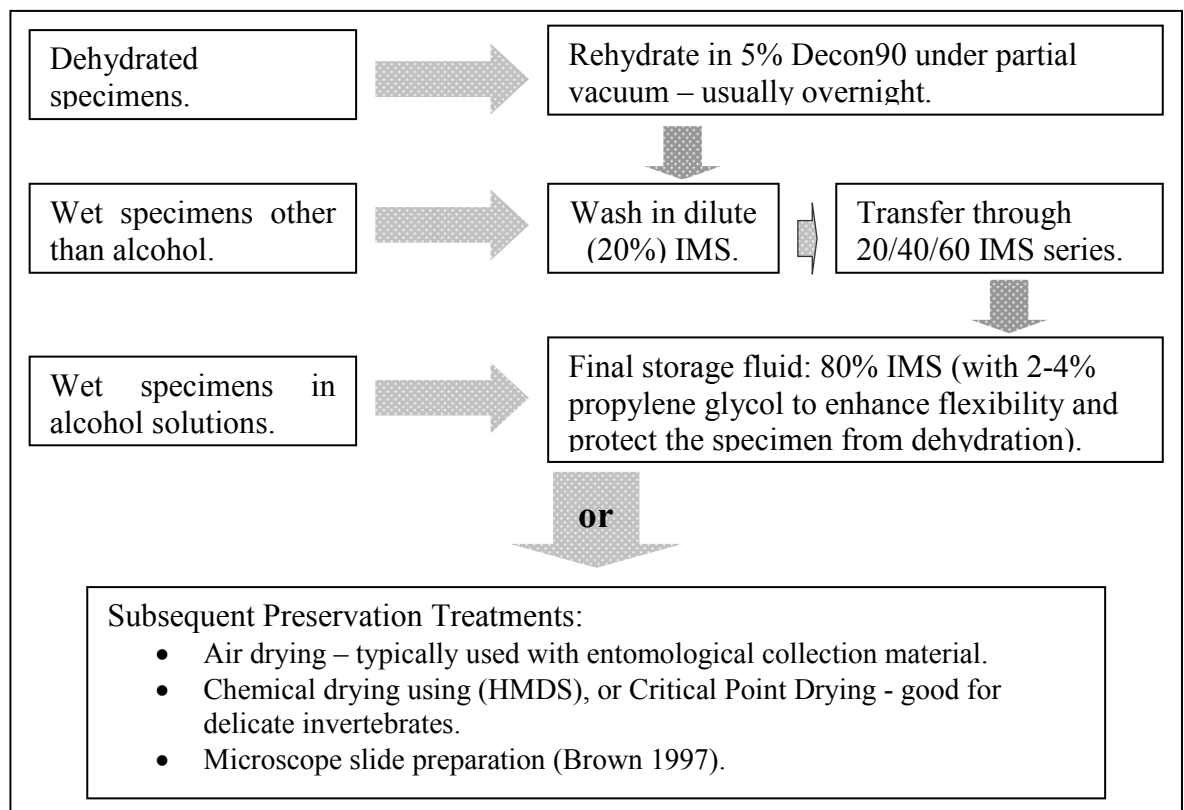 Dehydrated
specimens.
Rehydrate in 5% Decon90 under partial
vacuum – usually overnight.
Wet specimens other
than alcohol.
Wash in dilute
(20%) IMS.
Transfer through
20/40/60 IMS series.
Wet specimens in
alcohol solutions.
Final storage fluid: 80% IMS (with 2-4%
propylene glycol to enhance flexibility and
protect the specimen from dehydration).
or
Subsequent Preservation Treatments:
• Air drying – typically used with entomological collection material.
• Chemical drying using (HMDS), or Critical Point Drying - good for
delicate invertebrates.
• Microscope slide preparation (Brown 1997).